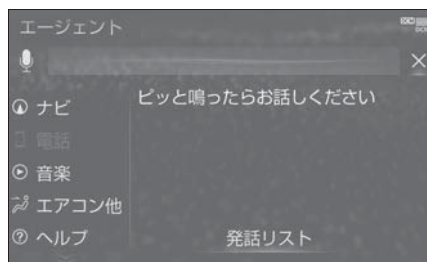 エージェント
ピッと鳴ったらお話しください
ナビ
電話
音楽
エアコン他
ヘルプ
発話リスト